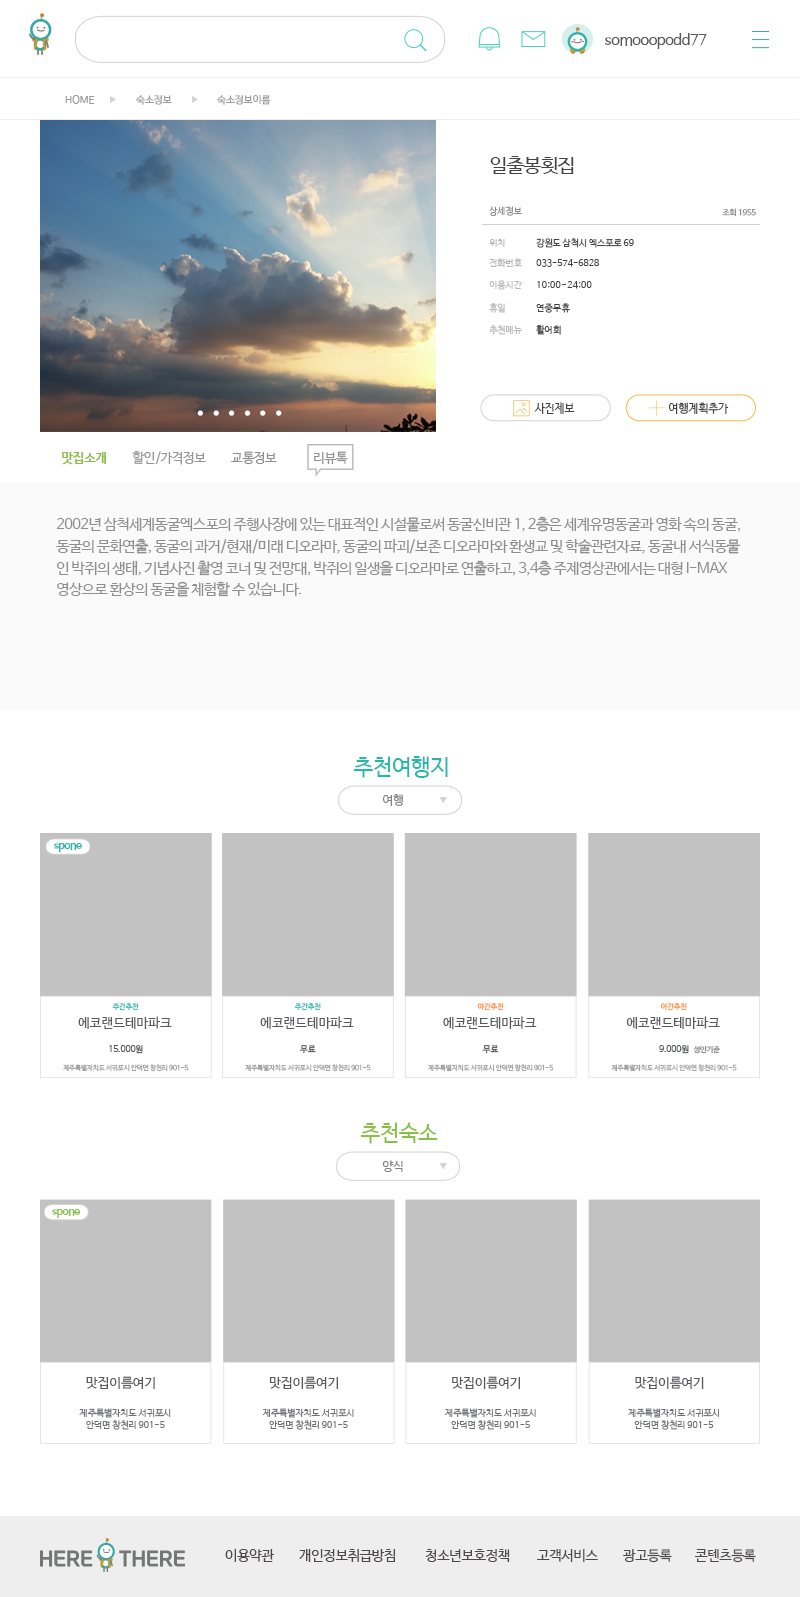 somooopodd77
HOME 숙소정보 숙소정보이름
일출봉횟집
상세정보 조회 1955
위치 강원도 삼척시 엑스포로 69
전화번호 033-574-6828
이용시간 10:00~24:00
휴일 연중무휴
추천메뉴 활어회
사진제보 여행계획추가
맛집소개 할인/가격정보 교통정보 리뷰톡
2002년 삼척세계동굴엑스포의 주행사장에 있는 대표적인 시설물로써 동굴신비관 1, 2층은 세계유명동굴과 영화 속의 동굴,
동굴의 문화연출, 동굴의 과거/현재/미래 디오라마, 동굴의 파괴/보존 디오라마와 환생교 및 학술관련자료, 동굴내 서식동물
인 박쥐의 생태, 기념사진 촬영 코너 및 전망대, 박쥐의 일생을 디오라마로 연출하고, 3,4층 주제영상관에서는 대형 I-MAX
영상으로 환상의 동굴을 체험할 수 있습니다.
추천여행지
여행
spone
주간추천 주간추천 야간추천 야간추천
에코랜드테마파크 에코랜드테마파크 에코랜드테마파크 에코랜드테마파크
15.000원 무료 무료 9.000원 성인기준
제주특별자치도 서귀포시 안덕면 창천리 901-5 제주특별자치도 서귀포시 안덕면 창천리 901-5 제주특별자치도 서귀포시 안덕면 창천리 901-5 제주특별자치도 서귀포시 안덕면 창천리 901-5
추천숙소
양식
spone
맛집이름여기 맛집이름여기 맛집이름여기 맛집이름여기
제주특별자치도 서귀포시 제주특별자치도 서귀포시 제주특별자치도 서귀포시 제주특별자치도 서귀포시
안덕면 창천리 901-5 안덕면 창천리 901-5 안덕면 창천리 901-5 안덕면 창천리 901-5
HERE THERE 이용약관 개인정보취급방침 청소년보호정책 고객서비스 광고등록 콘텐츠등록